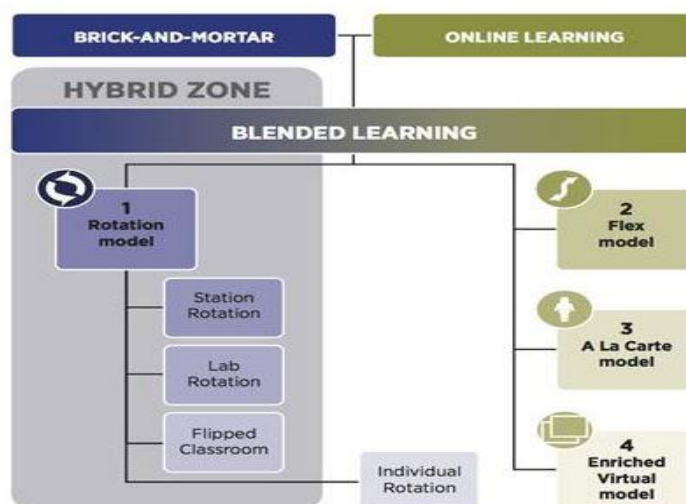 BRICK-AND-MORTAR
ONLINE LEARNING
HYBRID ZONE
BLENDED LEARNING
1
Rotation
model
Station
Rotation
Lab
Rotation
Flipped
Classroom
Individual
Rotation
2
Flex
model
3
A La Carte
model
4
Enriched
Virtual
model